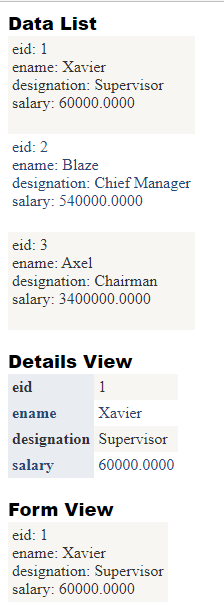 Data List
eid: 1
ename: Xavier
designation: Supervisor
salary: 60000.0000
eid: 2
ename: Blaze
designation: Chief Manager
salary: 540000.0000
eid: 3
ename: Axel
designation: Chairman
salary: 3400000.0000
Details View
eid 1
ename Xavier
designation Supervisor
salary 60000.0000
Form View
eid: 1
ename: Xavier
designation: Supervisor
salary: 60000.0000